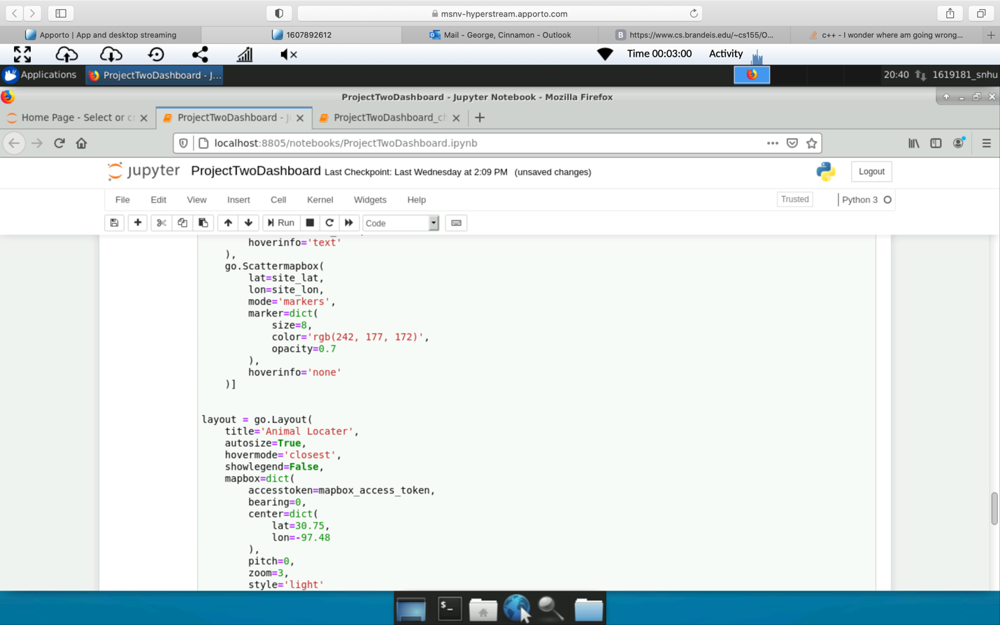 msnv-hyperstream.apporto.com
Apporto | App and desktop streaming
1607892612
Mail - George, Cinnamon - Outlook
B https://www.cs.brandeis.edu/~cs155/O...
c++ - I wonder where am going wrong...
Time 00:03:00 Activity
Applications
ProjectTwoDashboard - J...
20:40 1619181_snhu
ProjectTwoDashboard - Jupyter Notebook - Mozilla Firefox
Home Page - Select or c
ProjectTwoDashboard -
ProjectTwoDashboard_ch
localhost:8805/notebooks/ProjectTwoDashboard.ipynb
jupyter ProjectTwoDashboard Last Checkpoint: Last Wednesday at 2:09 PM (unsaved changes)
Logout
File Edit View Insert Cell Kernel Widgets Help
Trusted
Python 3
Run
Code
hoverinfo='text'
),
go.Scattermapbox(
lat=site_lat,
lon=site_lon,
mode='markers',
marker=dict(
size=8,
color='rgb(242, 177, 172)',
opacity=0.7
),
hoverinfo='none'
)]
layout = go.Layout(
title='Animal Locater',
autosize=True,
hovermode='closest',
showlegend=False,
mapbox=dict(
accesstoken=mapbox_access_token,
bearing=0,
center=dict(
lat=30.75,
lon=-97.48
),
pitch=0,
zoom=3,
style='light'
$_